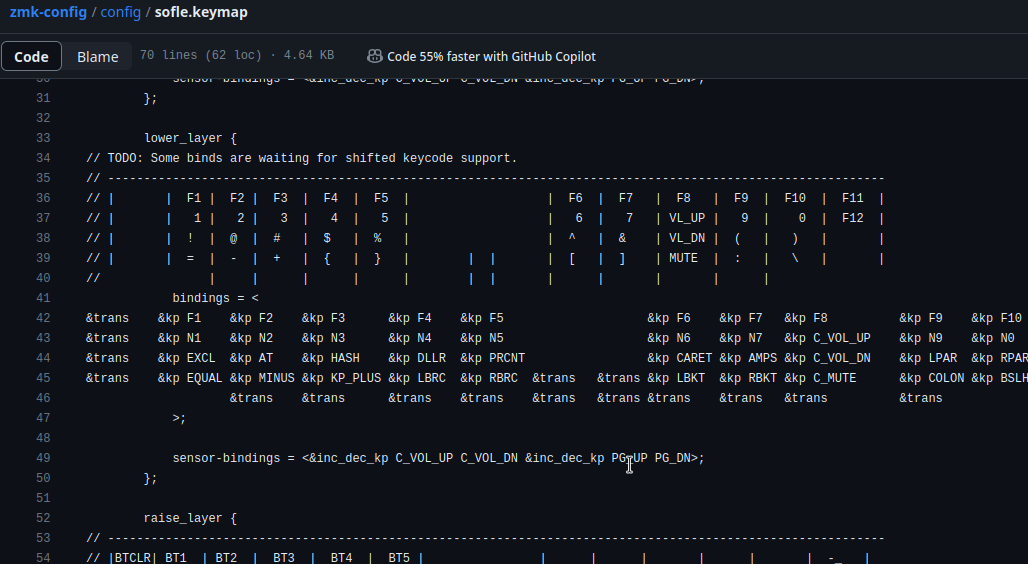 zmk-config / config / sofle.keymap
Code Blame 70 lines (62 loc) · 4.64 KB Code 55% faster with GitHub Copilot
30 sensor-bindings = <&inc_dec_kp C_VOL_UP C_VOL_DN &inc_dec_kp PG_UP PG_DN>;
31 };
32
33 lower_layer {
34 // TODO: Some binds are waiting for shifted keycode support.
35 // ------------------------------------------------------------------------------------------------------------
36 // | | F1 | F2 | F3 | F4 | F5 | | F6 | F7 | F8 | F9 | F10 | F11 |
37 // | | 1 | 2 | 3 | 4 | 5 | | 6 | 7 | VL_UP | 9 | 0 | F12 |
38 // | | ! | @ | # | $ | % | | ^ | & | VL_DN | ( | ) | |
39 // | | = | - | + | { | } | | | | [ | ] | MUTE | : | \ | |
40 // | | | | | | | | | | | |
41 bindings = <
42 &trans &kp F1 &kp F2 &kp F3 &kp F4 &kp F5 &kp F6 &kp F7 &kp F8 &kp F9 &kp F10
43 &trans &kp N1 &kp N2 &kp N3 &kp N4 &kp N5 &kp N6 &kp N7 &kp C_VOL_UP &kp N9 &kp N0
44 &trans &kp EXCL &kp AT &kp HASH &kp DLLR &kp PRCNT &kp CARET &kp AMPS &kp C_VOL_DN &kp LPAR &kp RPAR
45 &trans &kp EQUAL &kp MINUS &kp KP_PLUS &kp LBRC &kp RBRC &trans &trans &kp LBKT &kp RBKT &kp C_MUTE &kp COLON &kp BSLH
46 &trans &trans &trans &trans &trans &trans &trans &trans &trans &trans
47 >;
48
49 sensor-bindings = <&inc_dec_kp C_VOL_UP C_VOL_DN &inc_dec_kp PG_UP PG_DN>;
50 };
51
52 raise_layer {
53 // ------------------------------------------------------------------------------------------------------------
54 // |BTCLR| BT1 | BT2 | BT3 | BT4 | BT5 | | | | | | -_ |